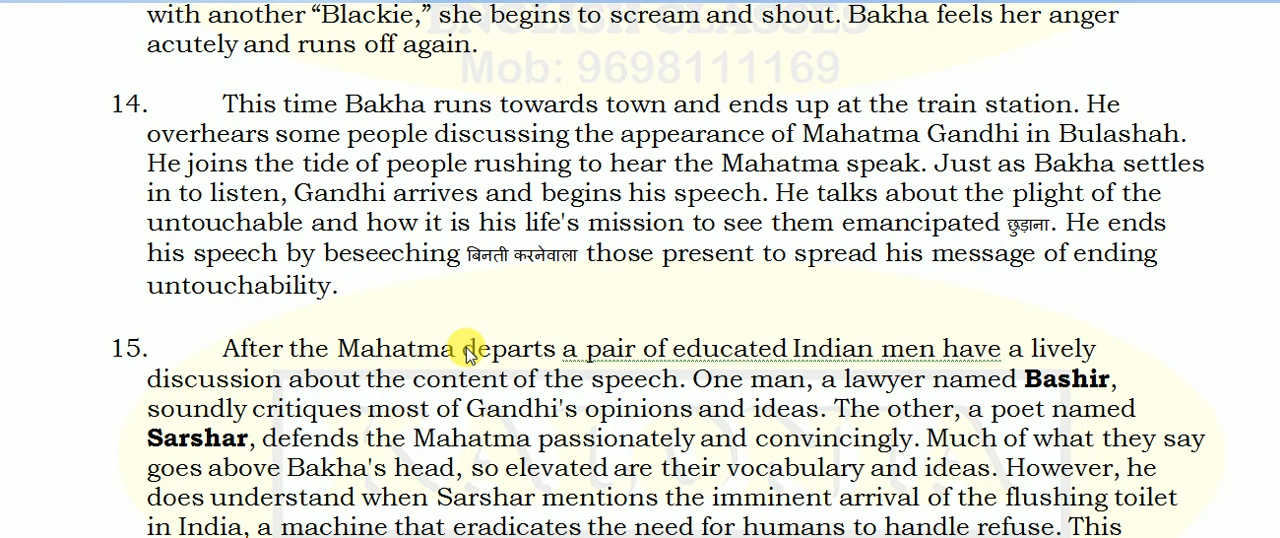 with another “Blackie,” she begins to scream and shout. Bakha feels her anger
acutely and runs off again.
ENGLISH CLASSES
Mob: 9698111169
14. This time Bakha runs towards town and ends up at the train station. He
overhears some people discussing the appearance of Mahatma Gandhi in Bulashah.
He joins the tide of people rushing to hear the Mahatma speak. Just as Bakha settles
in to listen, Gandhi arrives and begins his speech. He talks about the plight of the
untouchable and how it is his life's mission to see them emancipated छुड़ाना. He ends
his speech by beseeching बिनती करनेवाला those present to spread his message of ending
untouchability.
15. After the Mahatma departs a pair of educated Indian men have a lively
discussion about the content of the speech. One man, a lawyer named Bashir,
soundly critiques most of Gandhi's opinions and ideas. The other, a poet named
Sarshar, defends the Mahatma passionately and convincingly. Much of what they say
goes above Bakha's head, so elevated are their vocabulary and ideas. However, he
does understand when Sarshar mentions the imminent arrival of the flushing toilet
in India, a machine that eradicates the need for humans to handle refuse. This